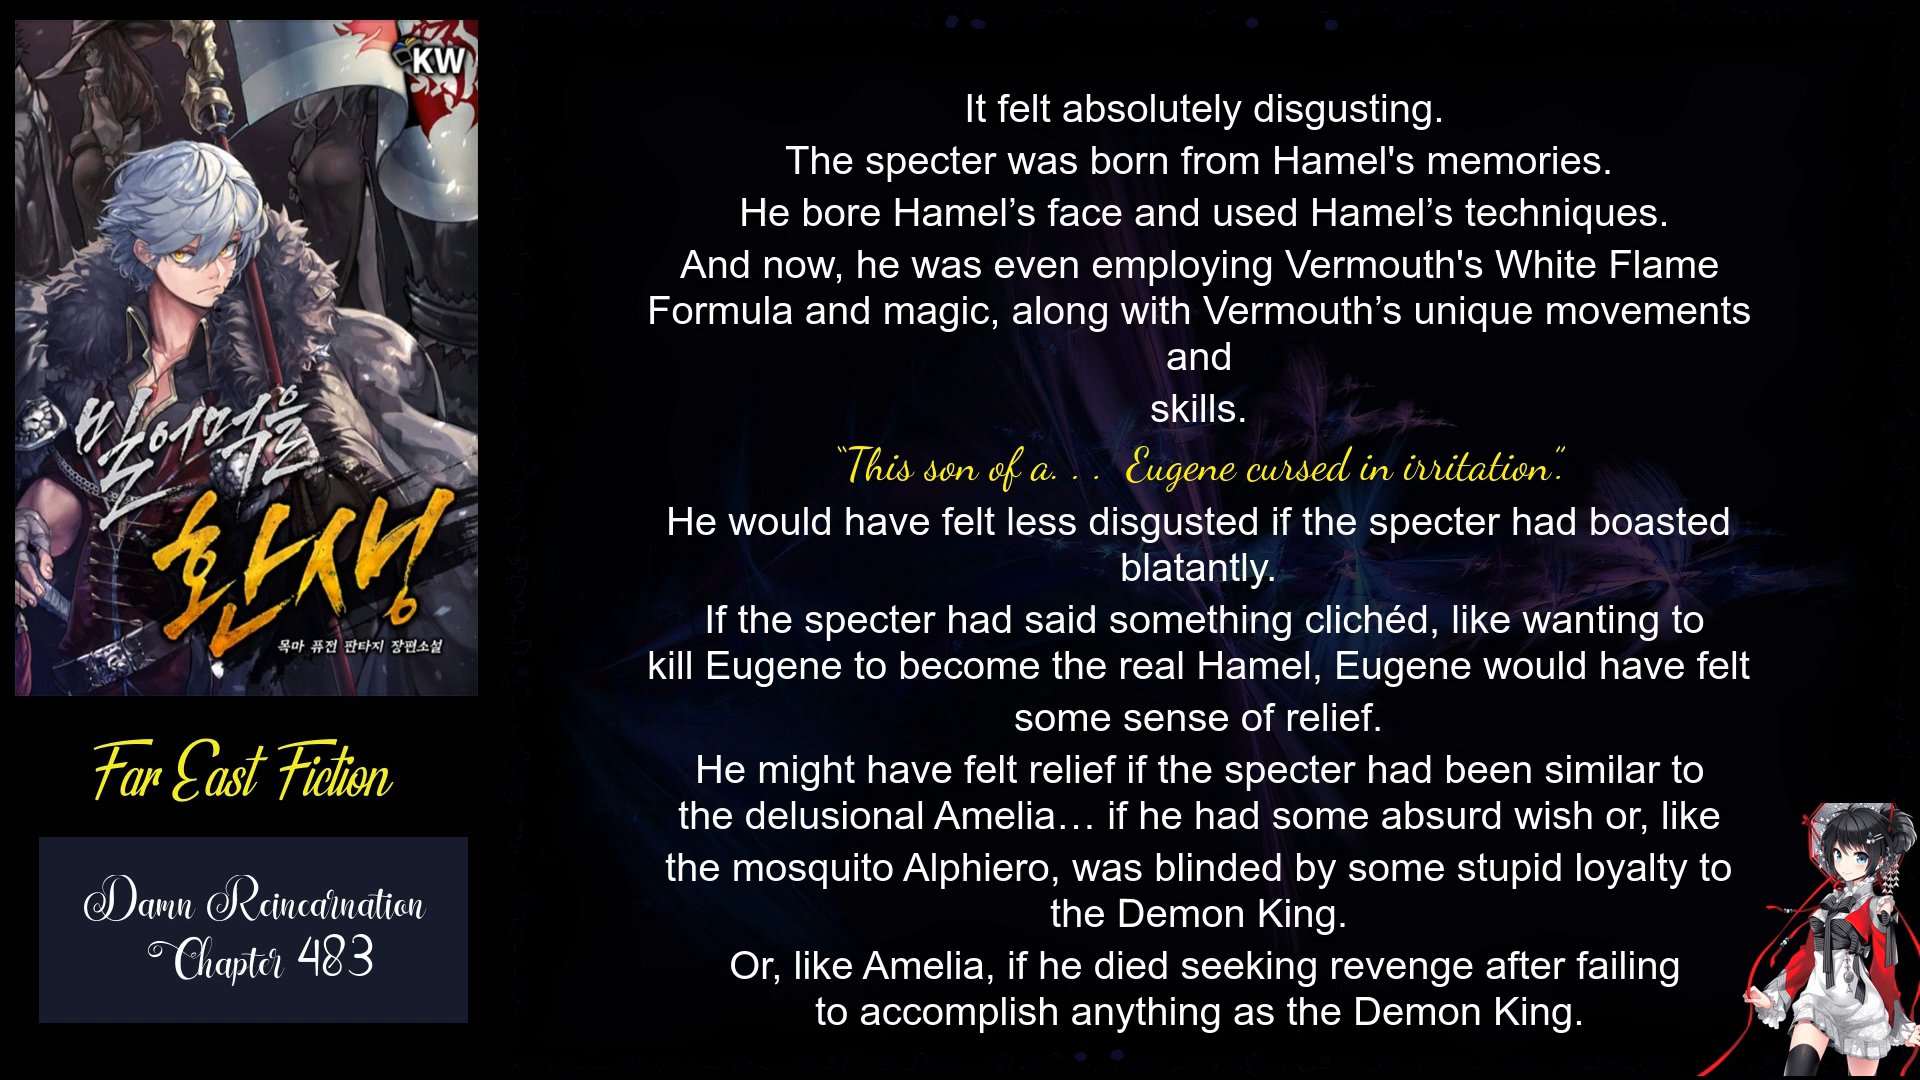 KW
빌어먹을
환생
목마 퓨전 판타지 장편소설
Far East Fiction
Damn Reincarnation
Chapter 483
It felt absolutely disgusting.
The specter was born from Hamel's memories.
He bore Hamel’s face and used Hamel’s techniques.
And now, he was even employing Vermouth's White Flame
Formula and magic, along with Vermouth’s unique movements
and
skills.
“This son of a. . . Eugene cursed in irritation”.
He would have felt less disgusted if the specter had boasted
blatantly.
If the specter had said something clichéd, like wanting to
kill Eugene to become the real Hamel, Eugene would have felt
some sense of relief.
He might have felt relief if the specter had been similar to
the delusional Amelia… if he had some absurd wish or, like
the mosquito Alphiero, was blinded by some stupid loyalty to
the Demon King.
Or, like Amelia, if he died seeking revenge after failing
to accomplish anything as the Demon King.